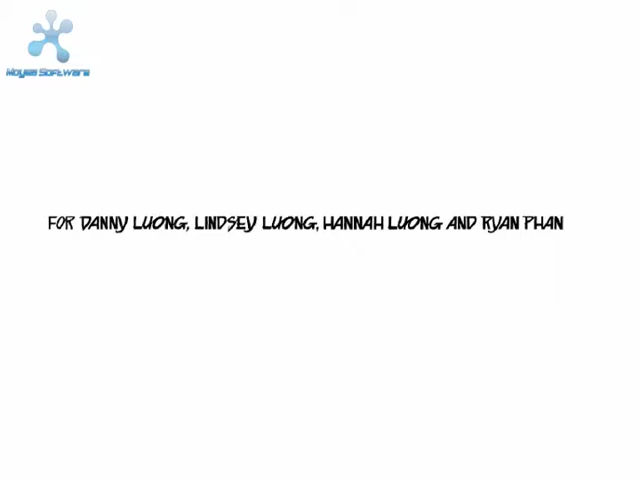 Moyea Software
FOR DANNY LUONG, LINDSEY LUONG, HANNAH LUONG AND RYAN PHAN